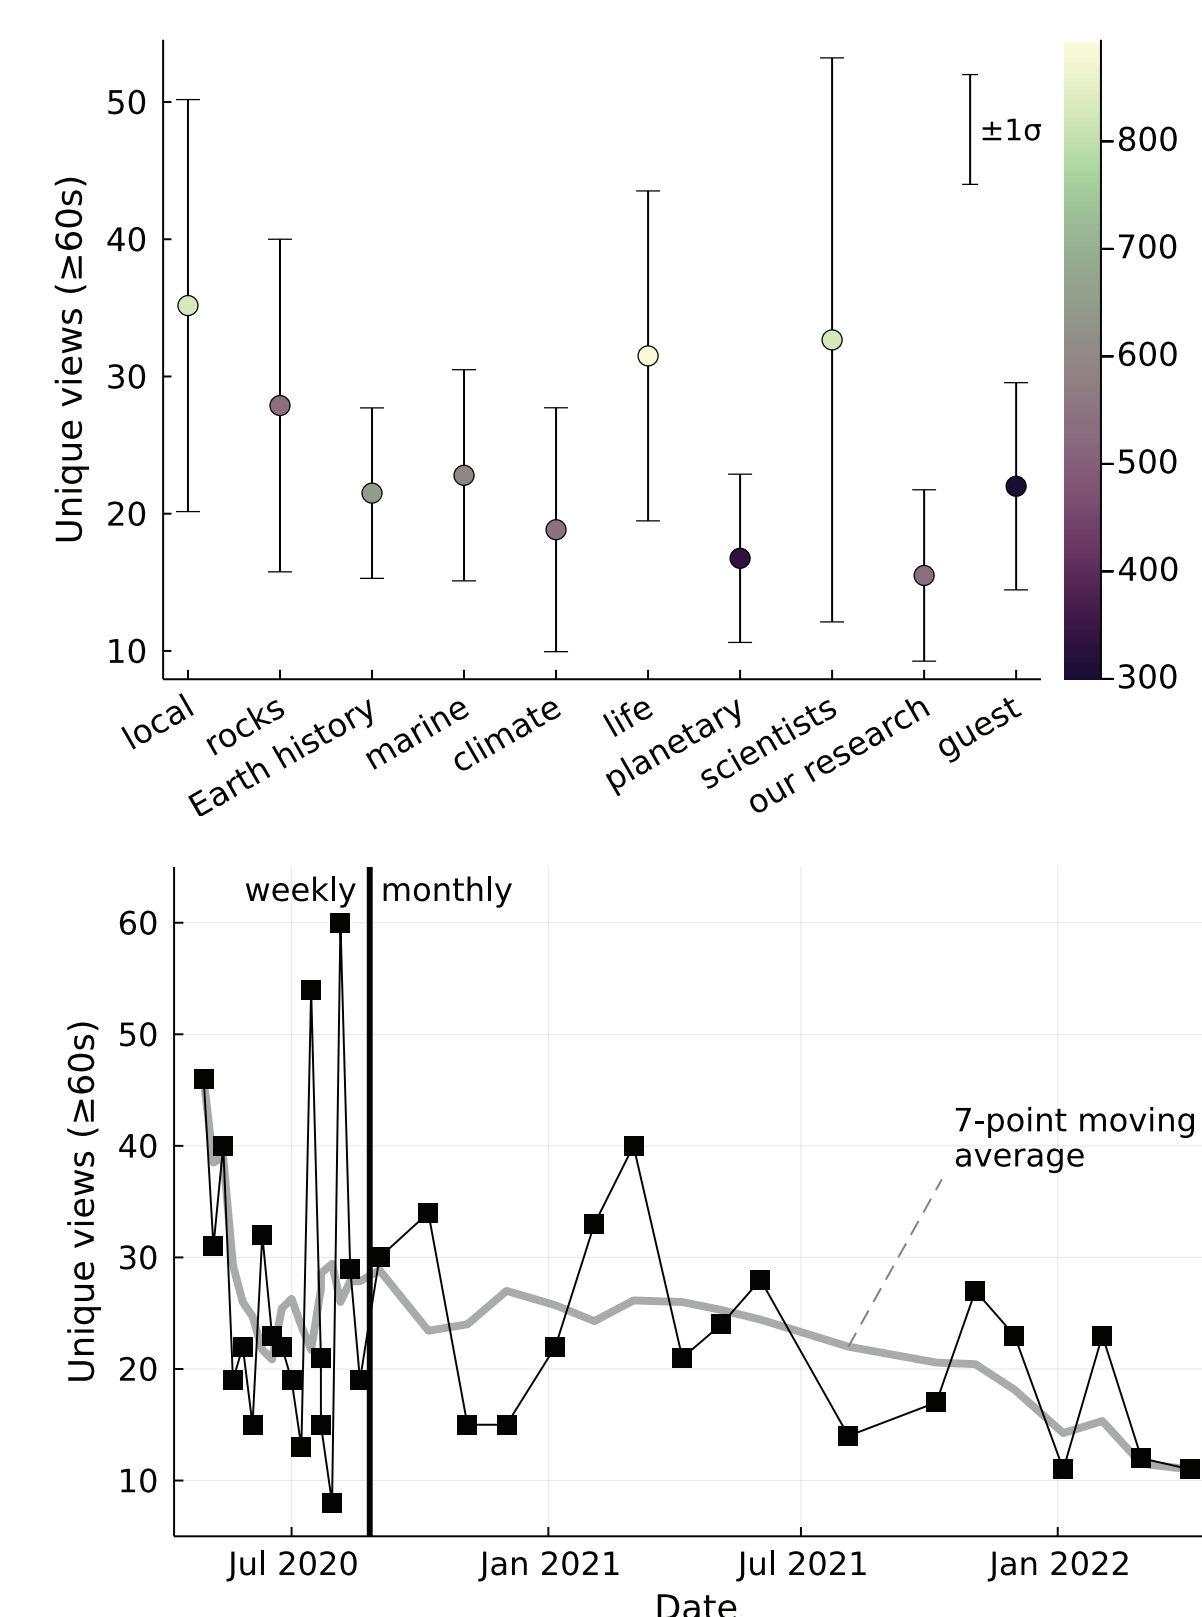 50
40
30
20
10
Unique views (≥60s)
±1σ
800
700
600
500
400
300
local
rocks
Earth history
marine
climate
life
planetary
scientists
our research
guest
weekly
monthly
60
50
40
30
20
10
Unique views (≥60s)
7-point moving
average
Jul 2020
Jan 2021
Jul 2021
Jan 2022
Date